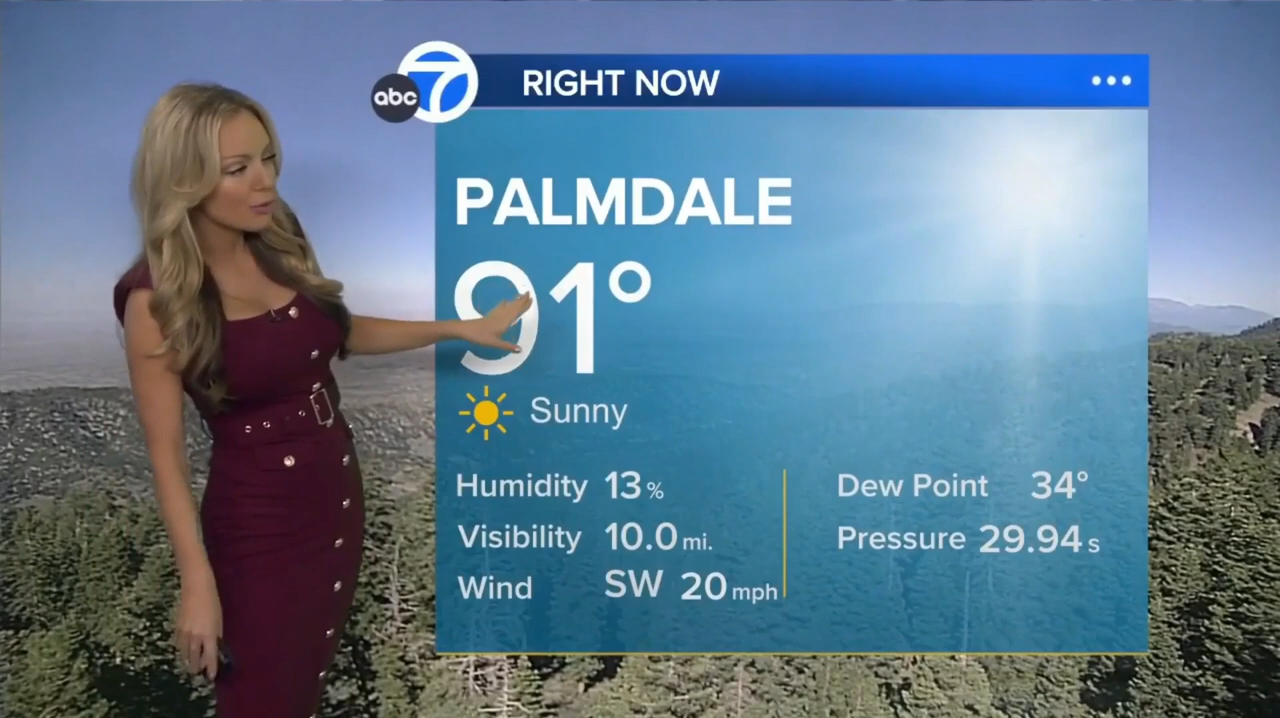 abc 7
RIGHT NOW
PALMDALE
91°
Sunny
Humidity 13%
Visibility 10.0 mi.
Wind SW 20 mph
Dew Point 34°
Pressure 29.94 s